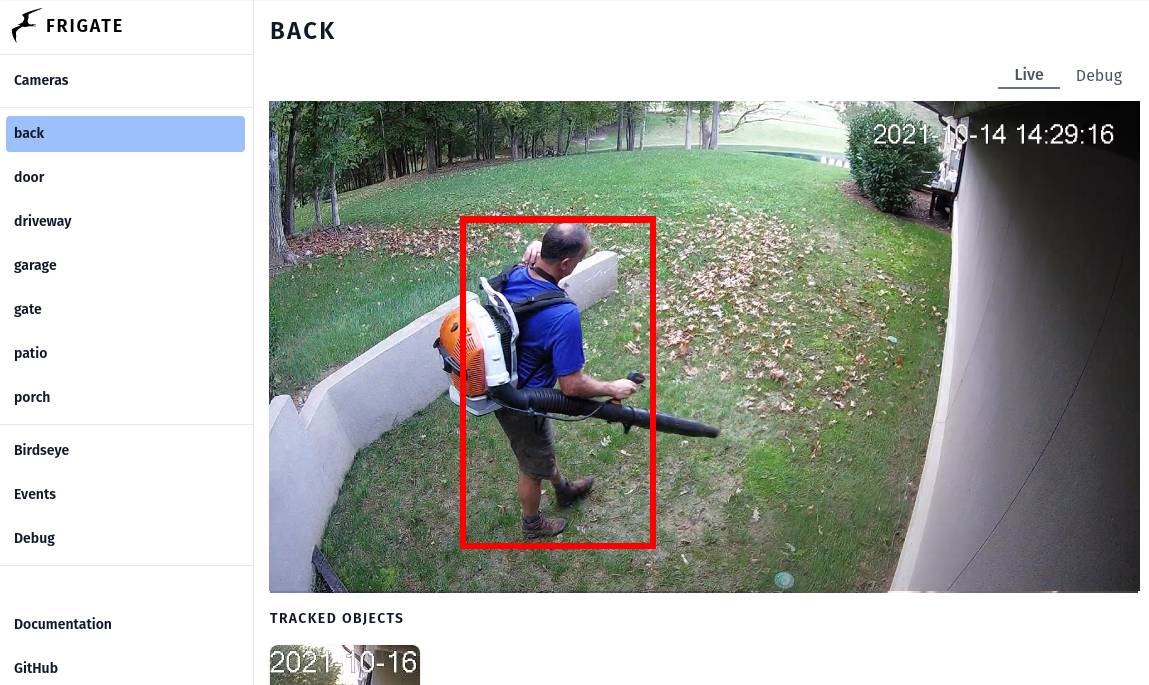 FRIGATE
Cameras
back
door
driveway
garage
gate
patio
porch
Birdseye
Events
Debug
Documentation
GitHub
BACK
Live Debug
2021-10-14 14:29:16
TRACKED OBJECTS
2021-10-16